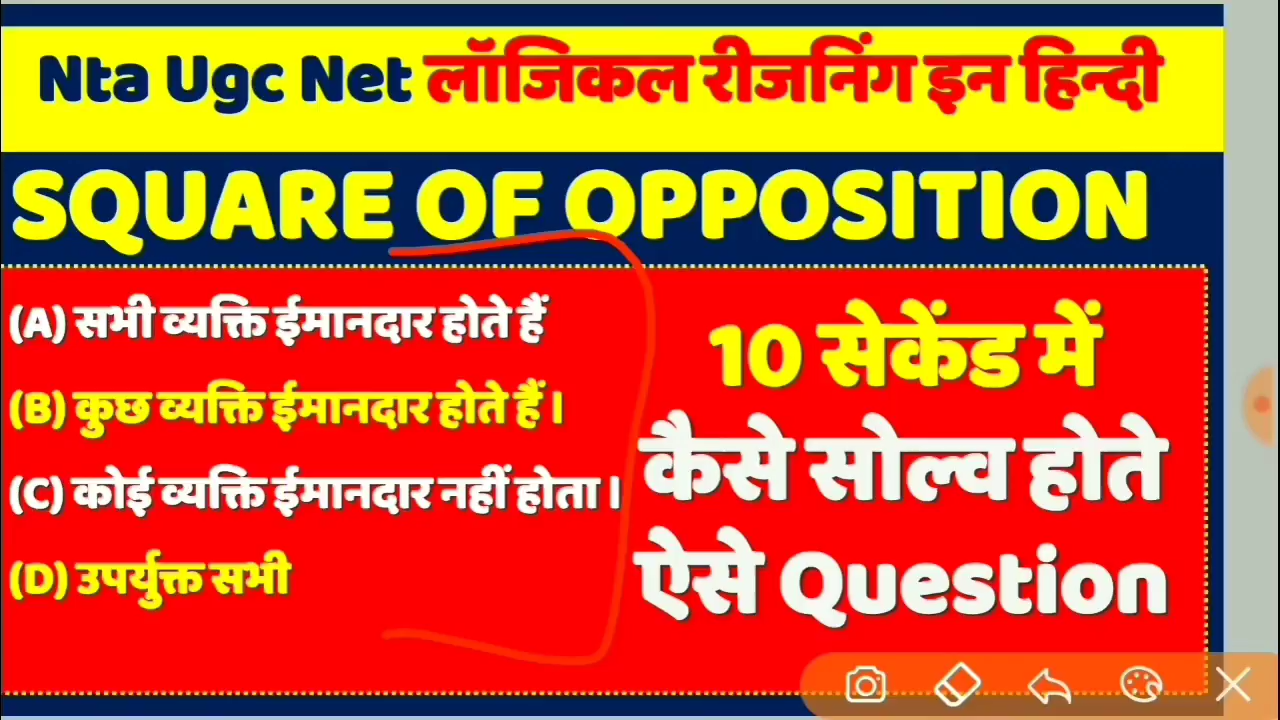 Nta Ugc Net लॉजिकल रीजनिंग इन हिन्दी
SQUARE OF OPPOSITION
(A) सभी व्यक्ति ईमानदार होते हैं
(B) कुछ व्यक्ति ईमानदार होते हैं।
(C) कोई व्यक्ति ईमानदार नहीं होता।
(D) उपर्युक्त सभी
10 सेकेंड में
कैसे सोल्व होते
ऐसे Question